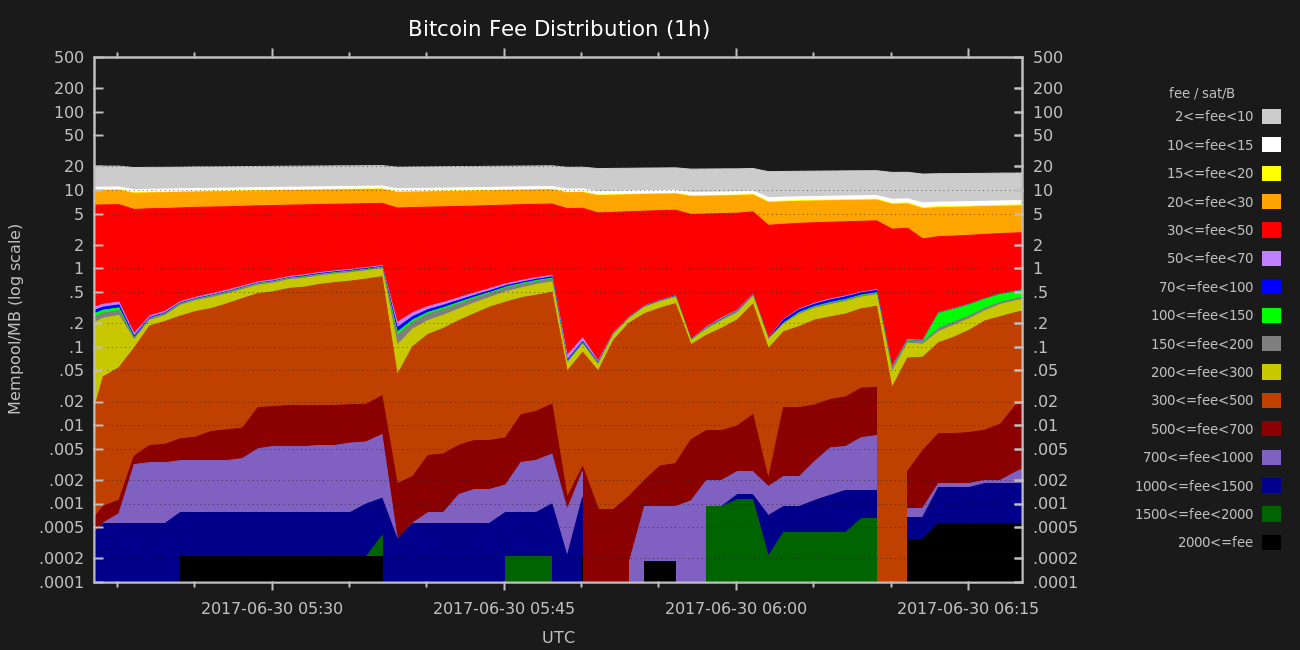 Bitcoin Fee Distribution (1h)
500
200
100
50
20
10
5
2
1
.5
.2
.1
.05
.02
.01
.005
.002
.001
.0005
.0002
.0001
Mempool/MB (log scale)
500
200
100
50
20
10
5
2
1
.5
.2
.1
.05
.02
.01
.005
.002
.001
.0005
.0002
.0001
2017-06-30 05:30
2017-06-30 05:45
2017-06-30 06:00
2017-06-30 06:15
UTC
fee / sat/B
2<=fee<10
10<=fee<15
15<=fee<20
20<=fee<30
30<=fee<50
50<=fee<70
70<=fee<100
100<=fee<150
150<=fee<200
200<=fee<300
300<=fee<500
500<=fee<700
700<=fee<1000
1000<=fee<1500
1500<=fee<2000
2000<=fee